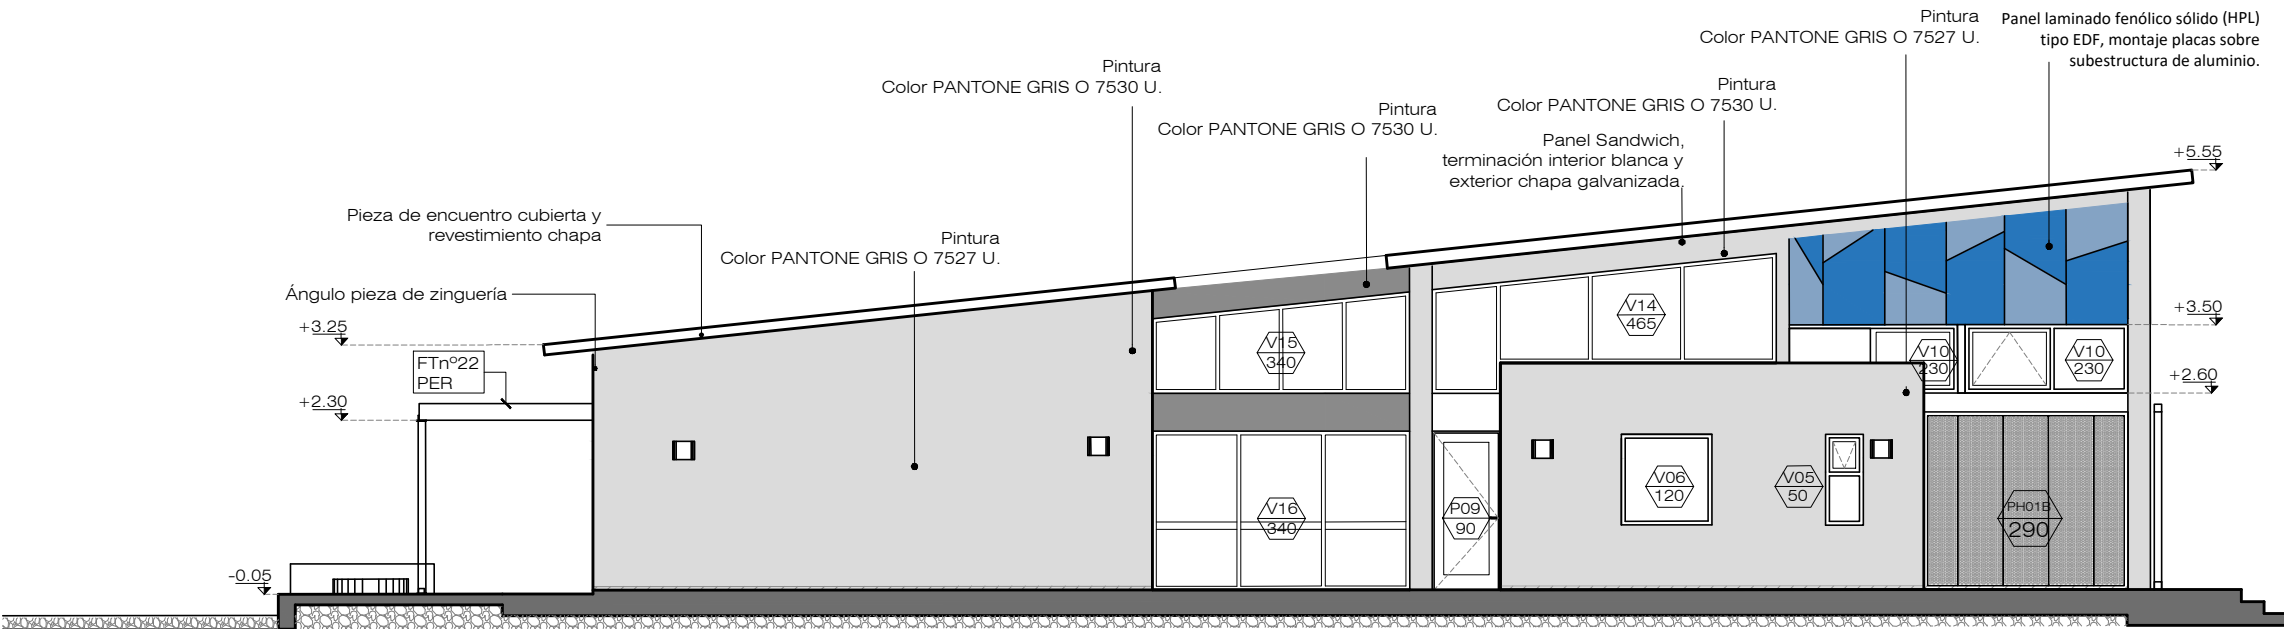 Pintura
Color PANTONE GRIS O 7527 U.
Panel laminado fenólico sólido (HPL)
tipo EDF, montaje placas sobre
subestructura de aluminio.
Pintura
Color PANTONE GRIS O 7530 U.
Pintura
Color PANTONE GRIS O 7530 U.
Pintura
Color PANTONE GRIS O 7530 U.
Panel Sandwich,
terminación interior blanca y
exterior chapa galvanizada.
+5.55
Pieza de encuentro cubierta y
revestimiento chapa
Pintura
Color PANTONE GRIS O 7527 U.
Ángulo pieza de zinguería
+3.25
V14
465
+3.50
V15
340
V10
230
V10
230
FTnº22
PER
+2.60
+2.30
V06
120
V05
50
V16
340
P09
90
PH01B
290
-0.05